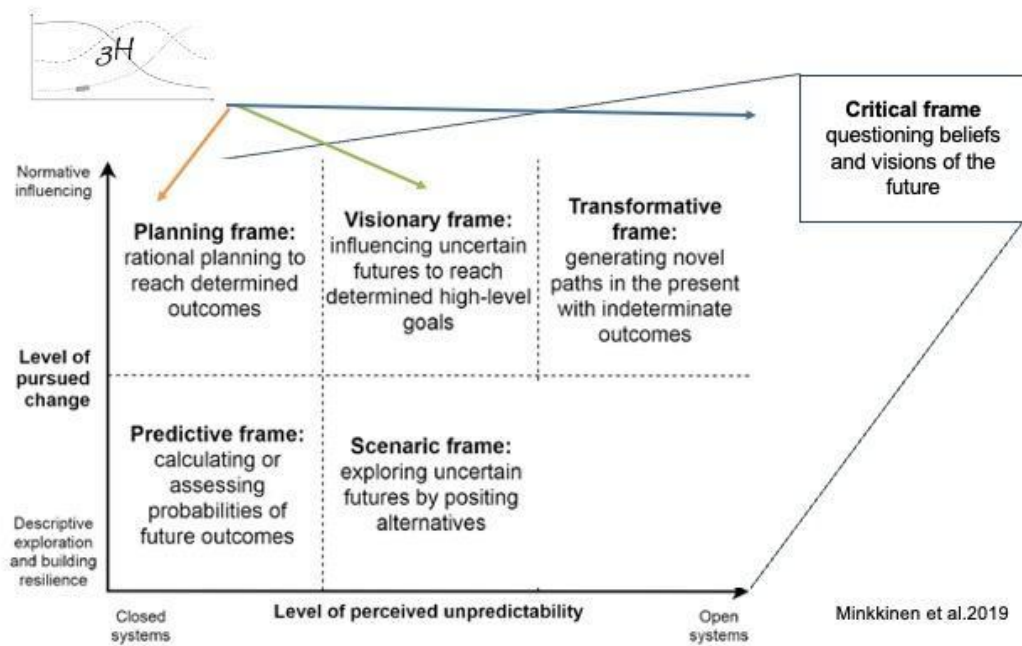 3H
Critical frame
questioning beliefs
and visions of the
future
Normative
influencing
Planning frame:
rational planning to
reach determined
outcomes
Visionary frame:
influencing uncertain
futures to reach
determined high-level
goals
Transformative
frame:
generating novel
paths in the present
with indeterminate
outcomes
Level of
pursued
change
Predictive frame:
calculating or
assessing
probabilities of
future outcomes
Scenaric frame:
exploring uncertain
futures by positing
alternatives
Descriptive
exploration
and building
resilience
Closed
systems
Level of perceived unpredictability
Open
systems
Minkkinen et al.2019